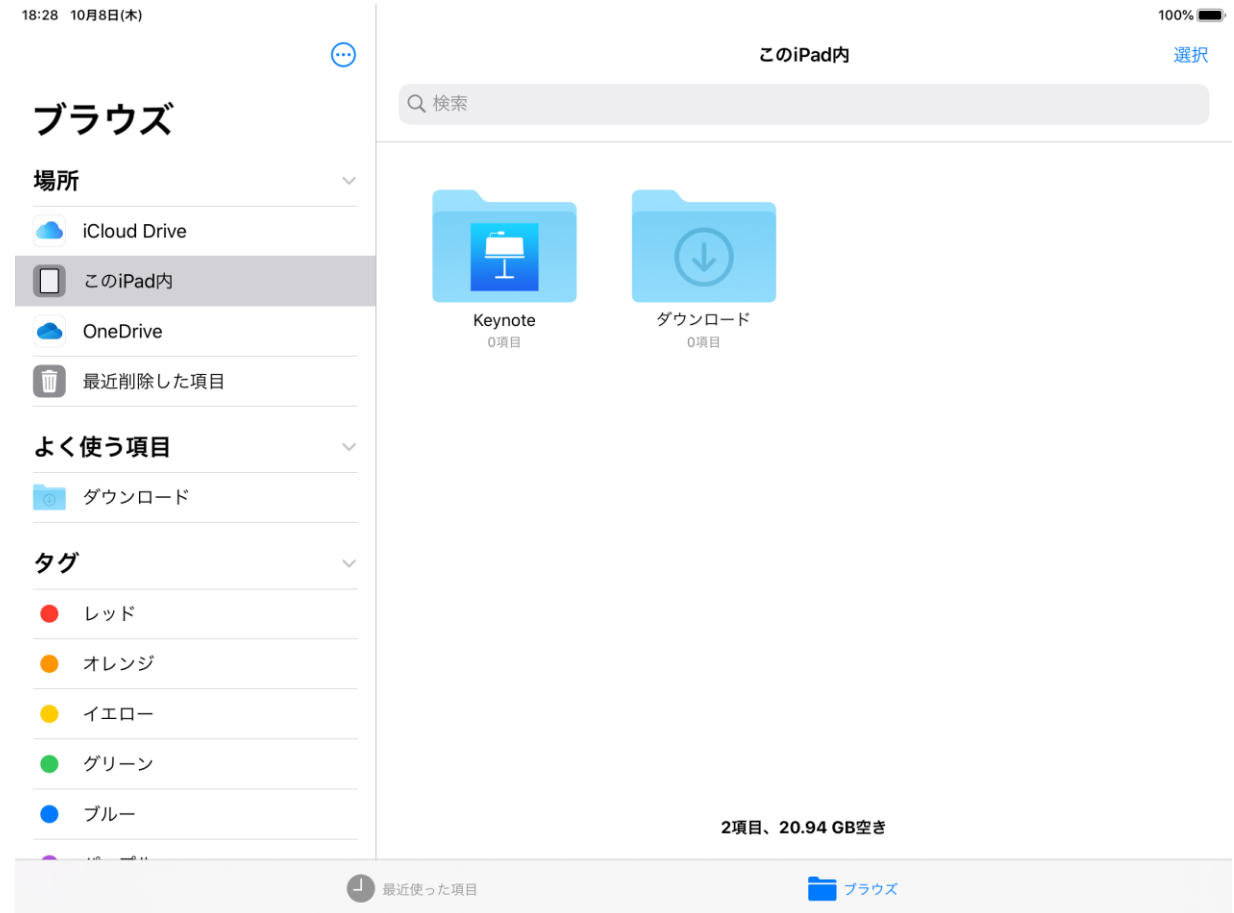 18:28 10月8日(木)
100%
ブラウズ
場所
iCloud Drive
このiPad内
OneDrive
最近削除した項目
よく使う項目
ダウンロード
タグ
レッド
オレンジ
イエロー
グリーン
ブルー
このiPad内
選択
検索
Keynote
0項目
ダウンロード
0項目
2項目、20.94 GB空き
最近使った項目
ブラウズ